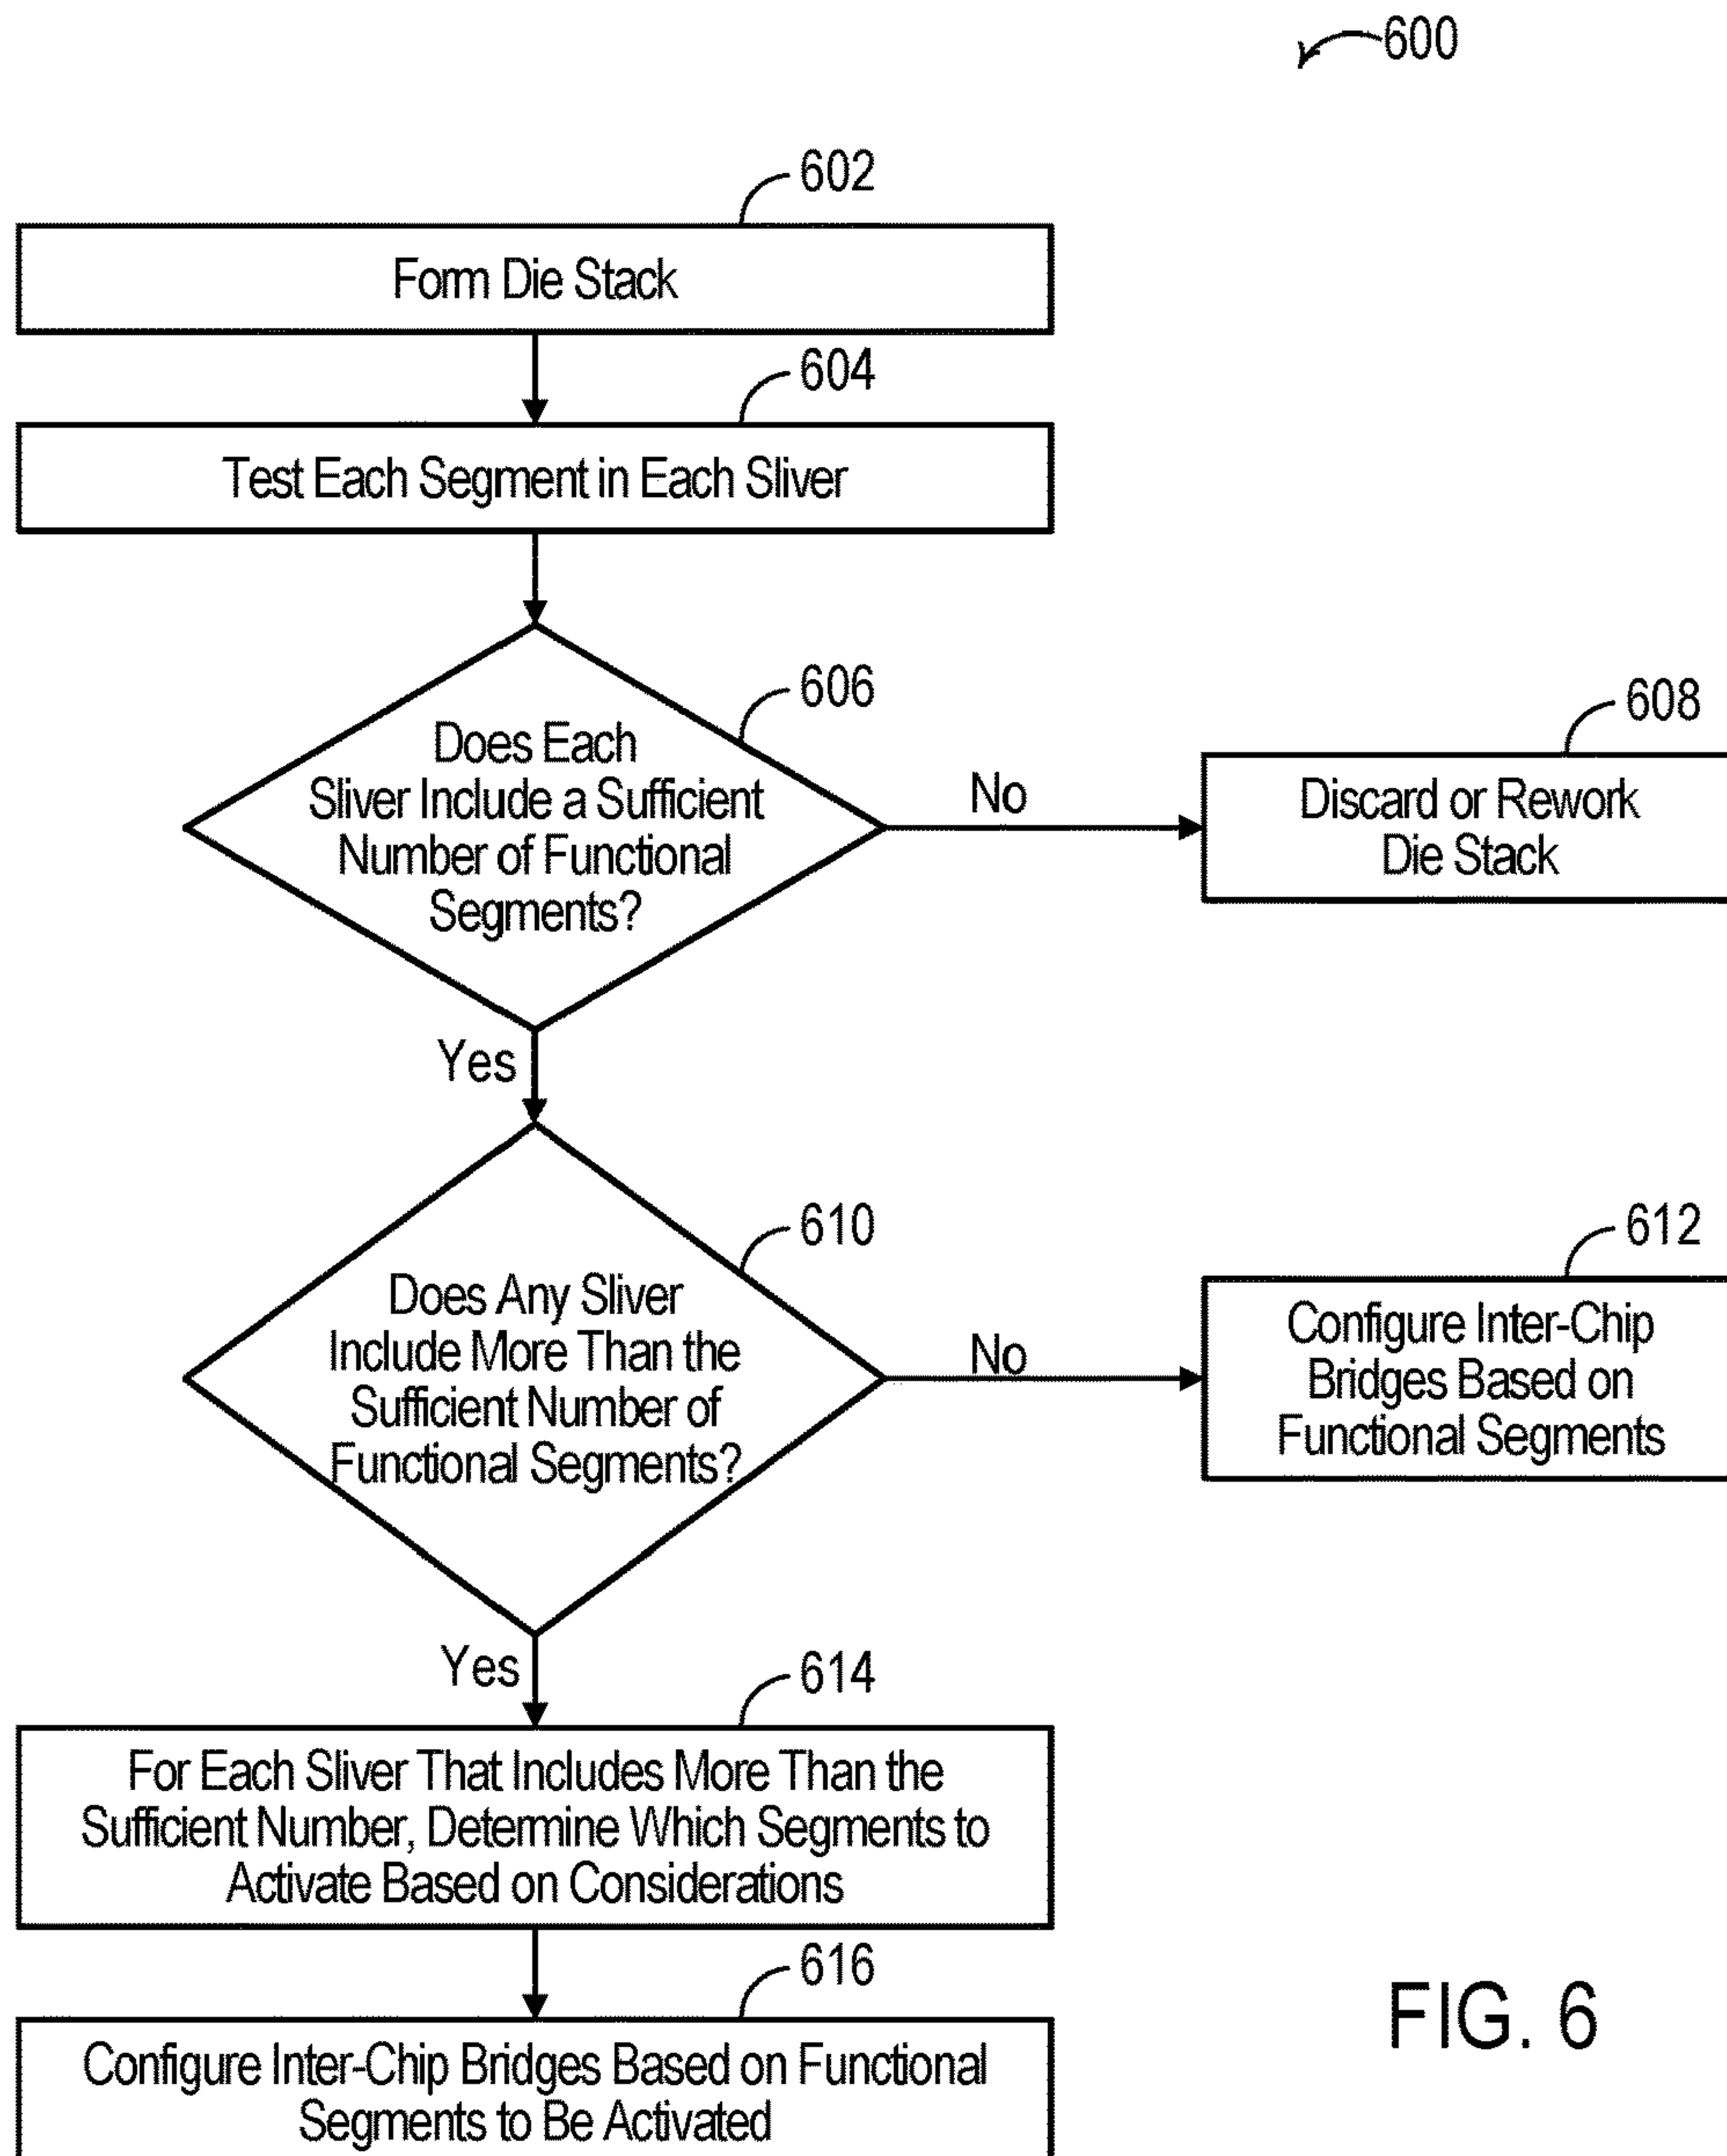 600
602
Form Die Stack
604
Test Each Segment in Each Sliver
606
Does Each
Sliver Include a Sufficient
Number of Functional
Segments?
No
608
Discard or Rework
Die Stack
Yes
610
Does Any Sliver
Include More Than the
Sufficient Number of
Functional Segments?
No
612
Configure Inter-Chip
Bridges Based on
Functional Segments
Yes
614
For Each Sliver That Includes More Than the
Sufficient Number, Determine Which Segments to
Activate Based on Considerations
616
Configure Inter-Chip Bridges Based on Functional
Segments to Be Activated
FIG. 6